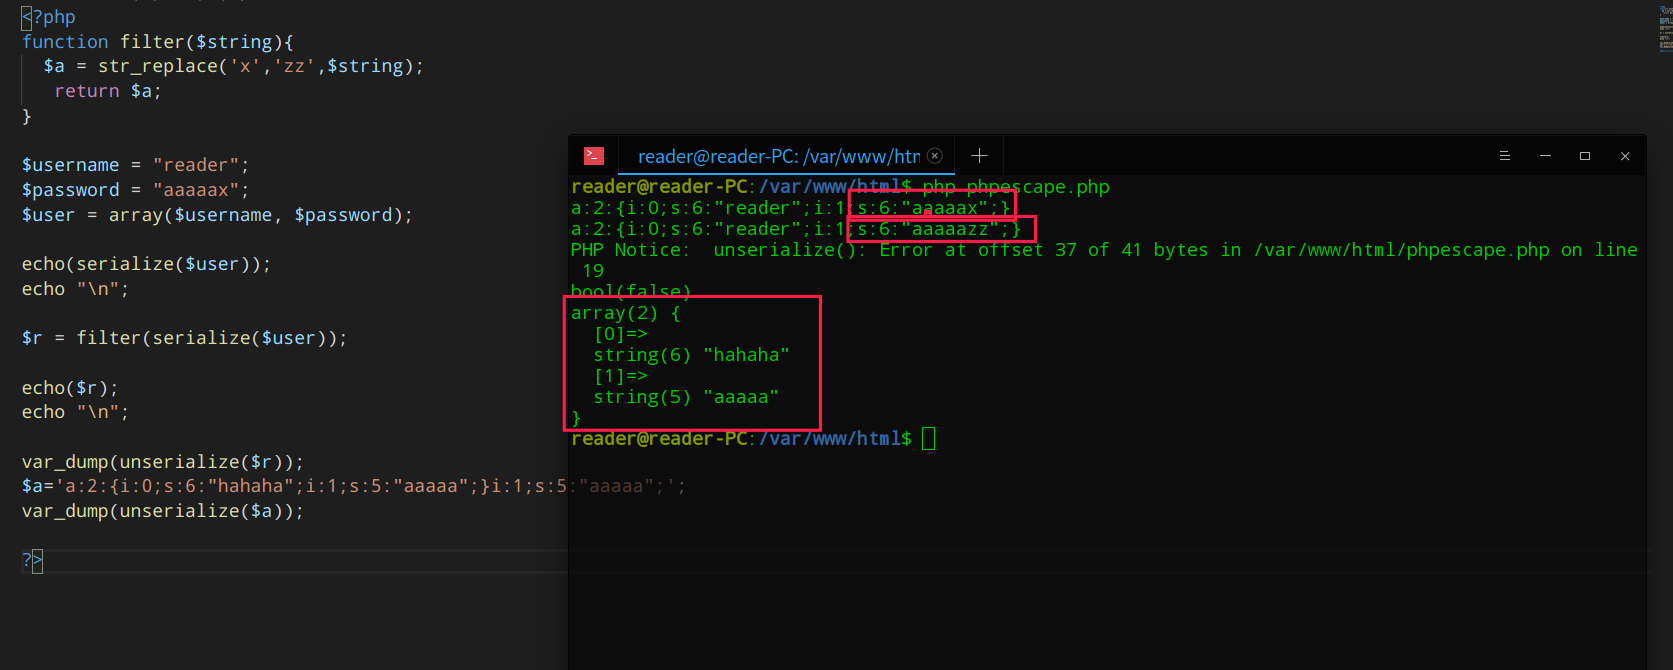 <?php
function filter($string){
  $a = str_replace('x','zz',$string);
   return $a;
}
$username = "reader";
$password = "aaaaax";
$user = array($username, $password);
echo(serialize($user));
echo "\n";
$r = filter(serialize($user));
echo($r);
echo "\n";
var_dump(unserialize($r));
$a='a:2:{i:0;s:6:"hahaha";i:1;s:5:"aaaaa";}i:1;s:5:"aaaaa";';
var_dump(unserialize($a));
?>
reader@reader-PC: /var/www/htn
reader@reader-PC:/var/www/html$ php phpescape.php
a:2:{i:0;s:6:"reader";i:1;s:6:"aaaaax";}
a:2:{i:0;s:6:"reader";i:1;s:6:"aaaaazz";}
PHP Notice:  unserialize(): Error at offset 37 of 41 bytes in /var/www/html/phpescape.php on line
 19
bool(false)
array(2) {
  [0]=>
  string(6) "hahaha"
  [1]=>
  string(5) "aaaaa"
}
reader@reader-PC:/var/www/html$